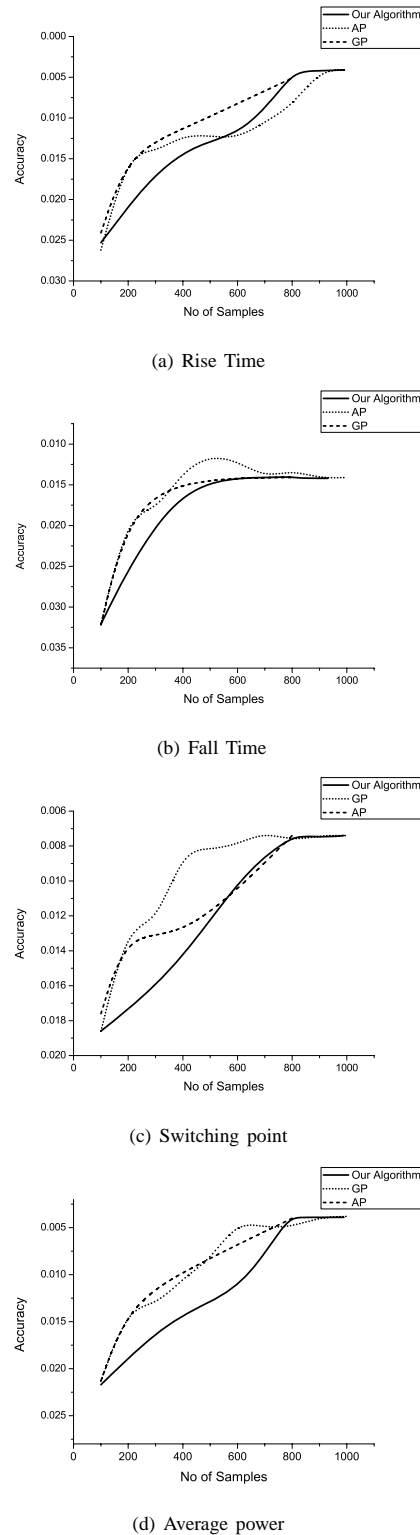 Our Algorithm
AP
GP
0.000
0.005
0.010
0.015
0.020
0.025
0.030
Accuracy
0 200 400 600 800 1000
No of Samples
(a) Rise Time
Our Algorithm
AP
GP
0.010
0.015
0.020
0.025
0.030
0.035
Accuracy
0 200 400 600 800 1000
No of Samples
(b) Fall Time
Our Algorithm
GP
AP
0.006
0.008
0.010
0.012
0.014
0.016
0.018
0.020
Accuracy
0 200 400 600 800 1000
No of Samples
(c) Switching point
Our Algorithm
GP
AP
0.005
0.010
0.015
0.020
0.025
Accuracy
0 200 400 600 800 1000
No of Samples
(d) Average power